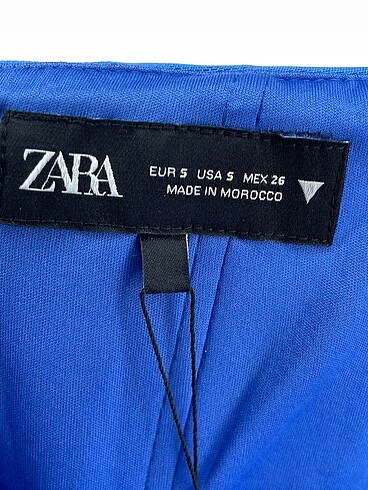 ZARA
EUR S USA S MEX 26
MADE IN MOROCCO